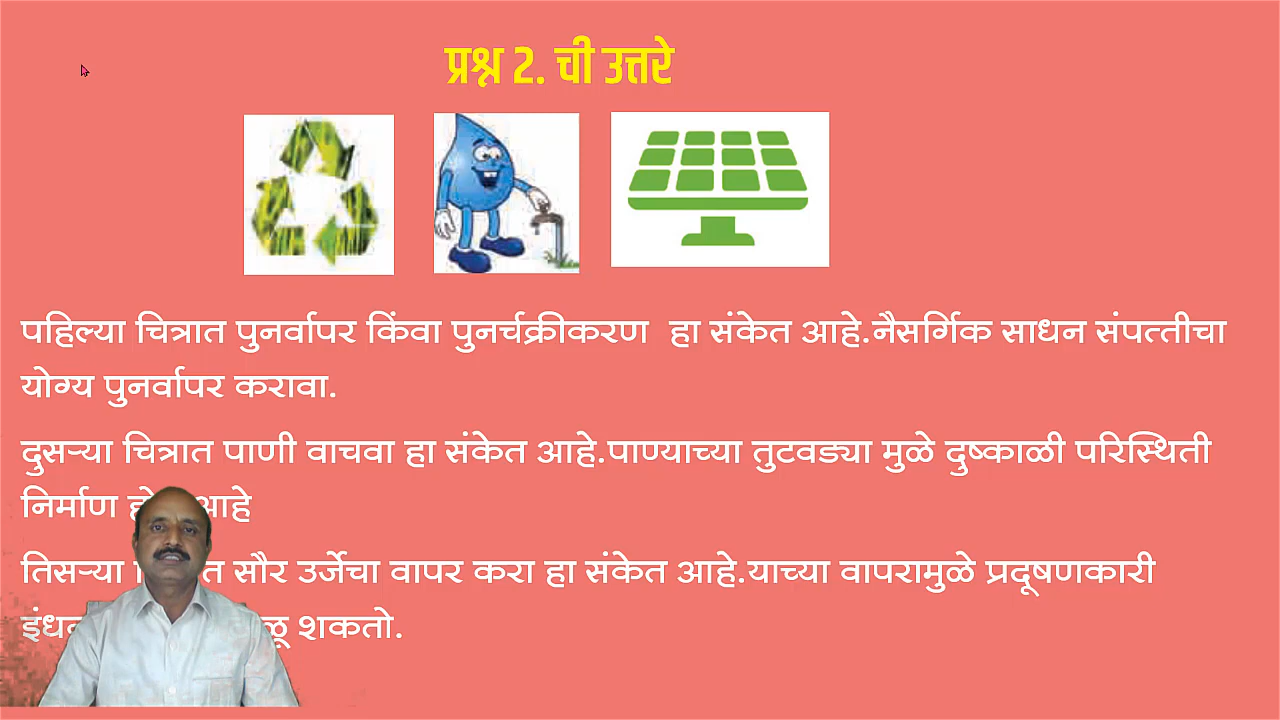 प्रश्न 2. ची उत्तरे
पहिल्या चित्रात पुनर्वापर किंवा पुनर्चक्रीकरण हा संकेत आहे.नैसर्गिक साधन संपत्तीचा
योग्य पुनर्वापर करावा.
दुसऱ्या चित्रात पाणी वाचवा हा संकेत आहे.पाण्याच्या तुटवड्या मुळे दुष्काळी परिस्थिती
निर्माण आहे
तिसऱ्या सौर उर्जेचा वापर करा हा संकेत आहे.याच्या वापरामुळे प्रदूषणकारी
शकतो.